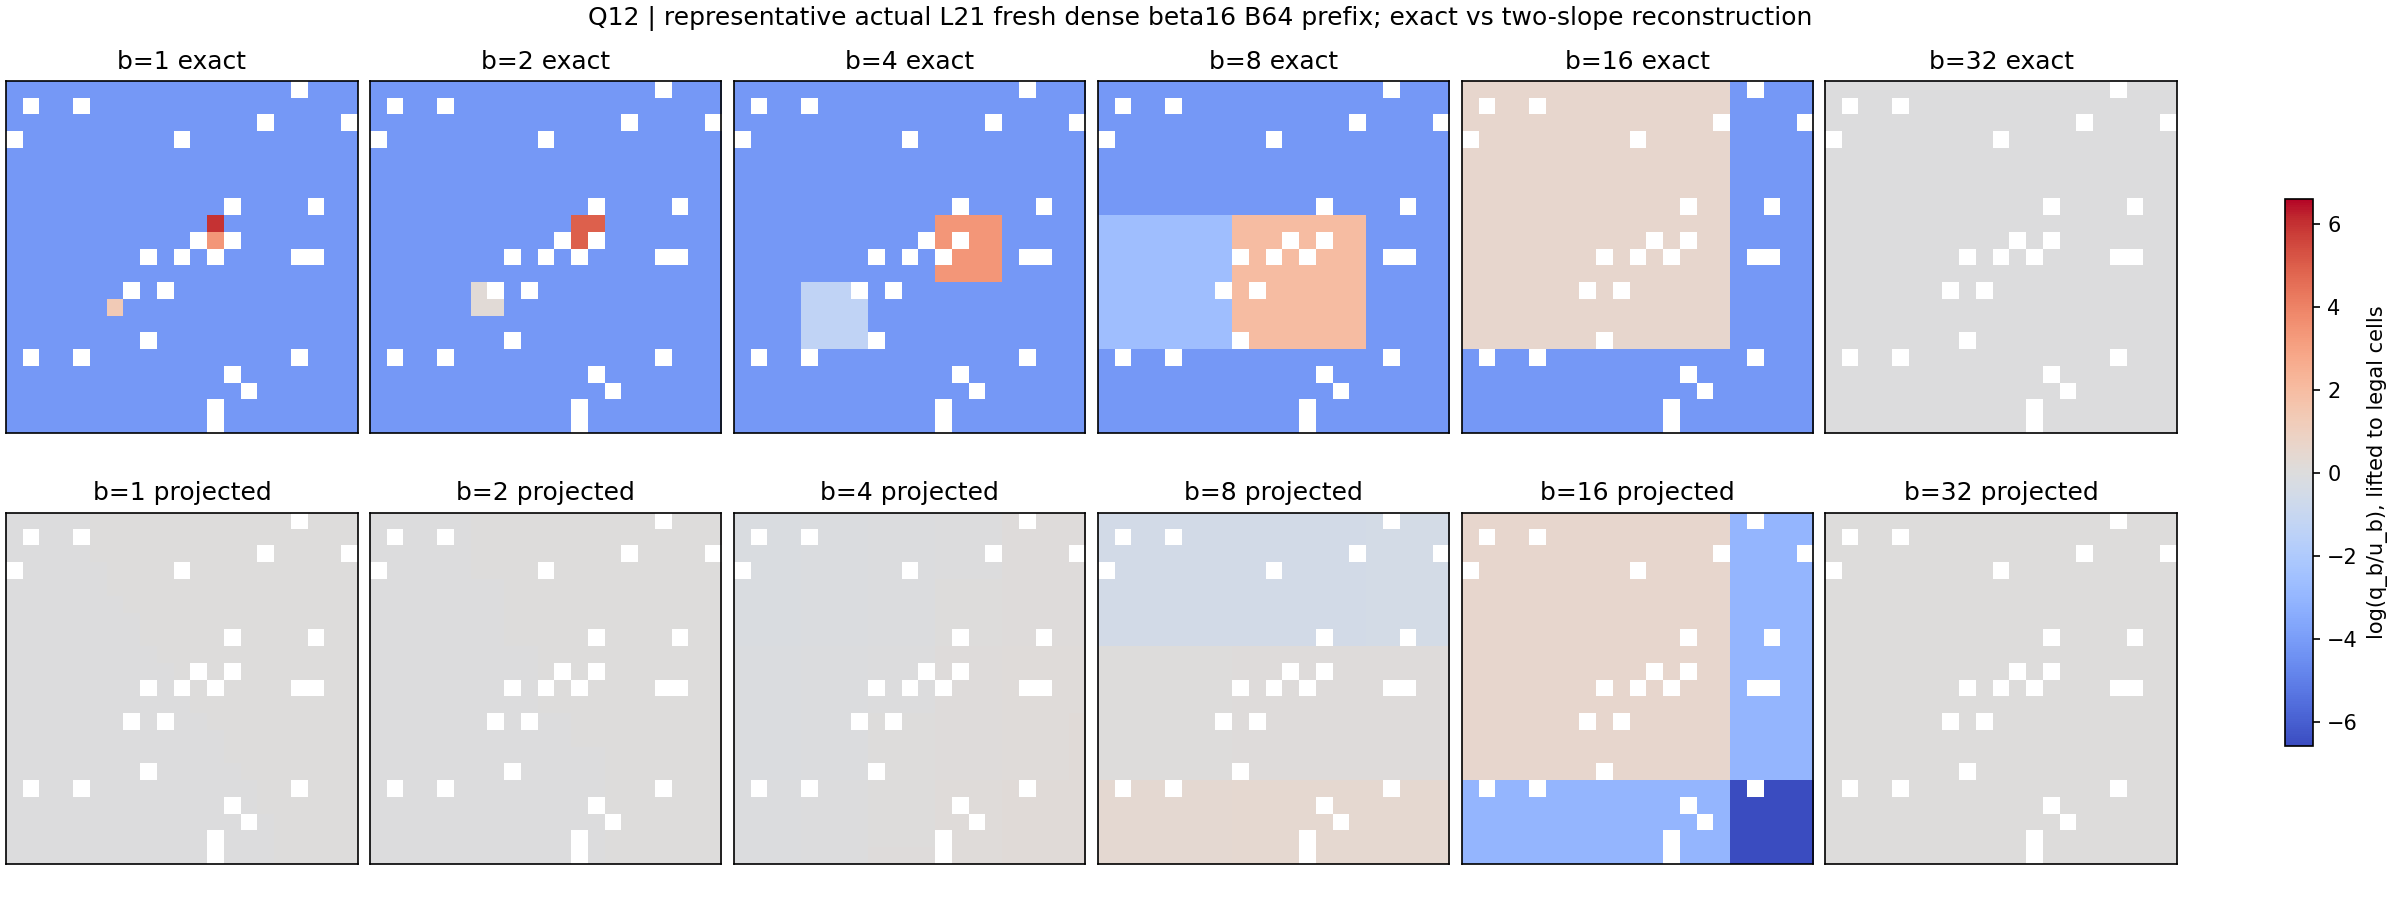 Q12 | representative actual L21 fresh dense beta16 B64 prefix; exact vs two-slope reconstruction
b=1 exact
b=2 exact
b=4 exact
b=8 exact
b=16 exact
b=32 exact
b=1 projected
b=2 projected
b=4 projected
b=8 projected
b=16 projected
b=32 projected
6
4
2
0
−2
−4
−6
log(q_b/u_b), lifted to legal cells